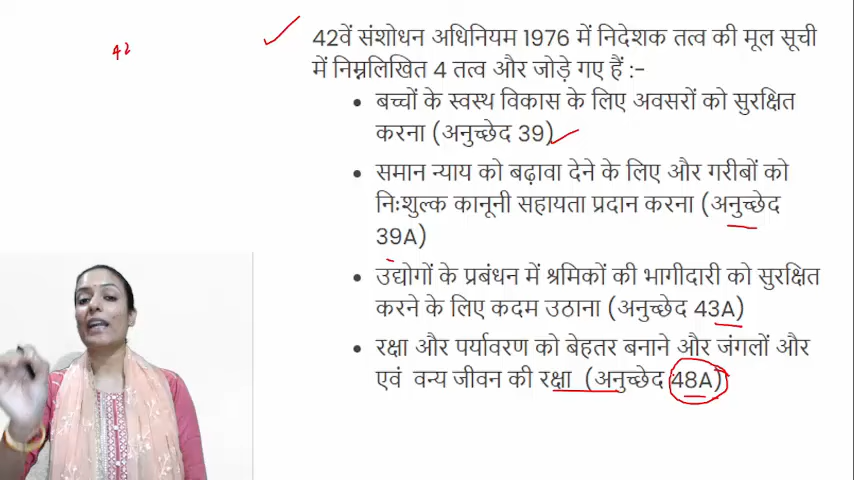 42
42वें संशोधन अधिनियम 1976 में निदेशक तत्व की मूल सूची
में निम्नलिखित 4 तत्व और जोड़े गए हैं :-
• बच्चों के स्वस्थ विकास के लिए अवसरों को सुरक्षित
करना (अनुच्छेद 39)
• समान न्याय को बढ़ावा देने के लिए और गरीबों को
निःशुल्क कानूनी सहायता प्रदान करना (अनुच्छेद
39A)
• उद्योगों के प्रबंधन में श्रमिकों की भागीदारी को सुरक्षित
करने के लिए कदम उठाना (अनुच्छेद 43A)
• रक्षा और पर्यावरण को बेहतर बनाने और जंगलों और
एवं वन्य जीवन की रक्षा (अनुच्छेद 48A)